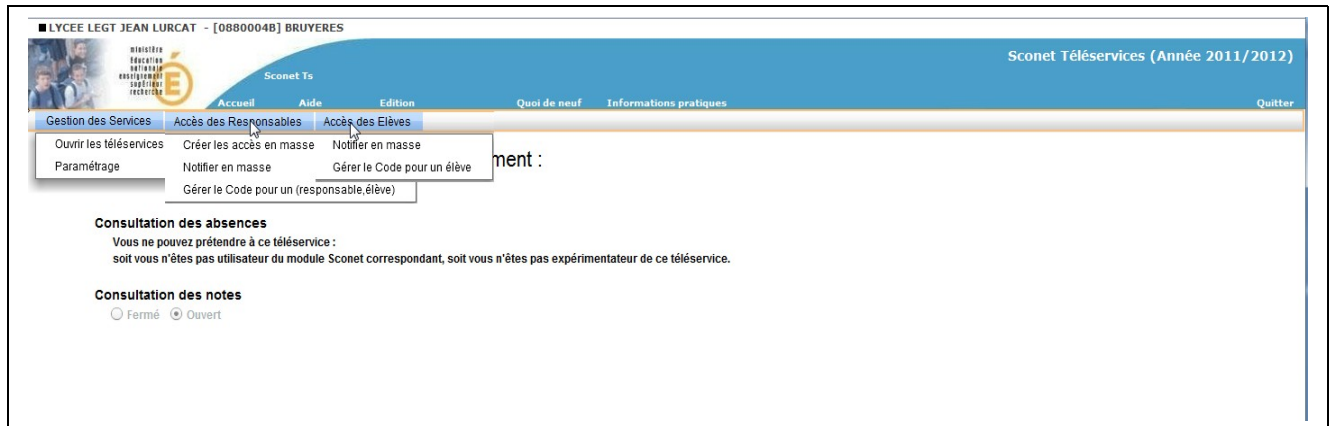 LYCEE LEGT JEAN LURCAT - [0880004B] BRUYERES
ministère
éducation
nationale
enseignement
supérieur
recherche
Sconet Ts
Sconet Téléservices (Année 2011/2012)
Accueil Aide Edition Quoi de neuf Informations pratiques Quitter
Gestion des Services Accès des Responsables Accès des Elèves
Ouvrir les téléservices Créer les accès en masse Notifier en masse
Paramétrage Notifier en masse Gérer le Code pour un élève ment :
Gérer le Code pour un (responsable,élève)
Consultation des absences
Vous ne pouvez prétendre à ce téléservice :
soit vous n'êtes pas utilisateur du module Sconet correspondant, soit vous n'êtes pas expérimentateur de ce téléservice.
Consultation des notes
Fermé Ouvert